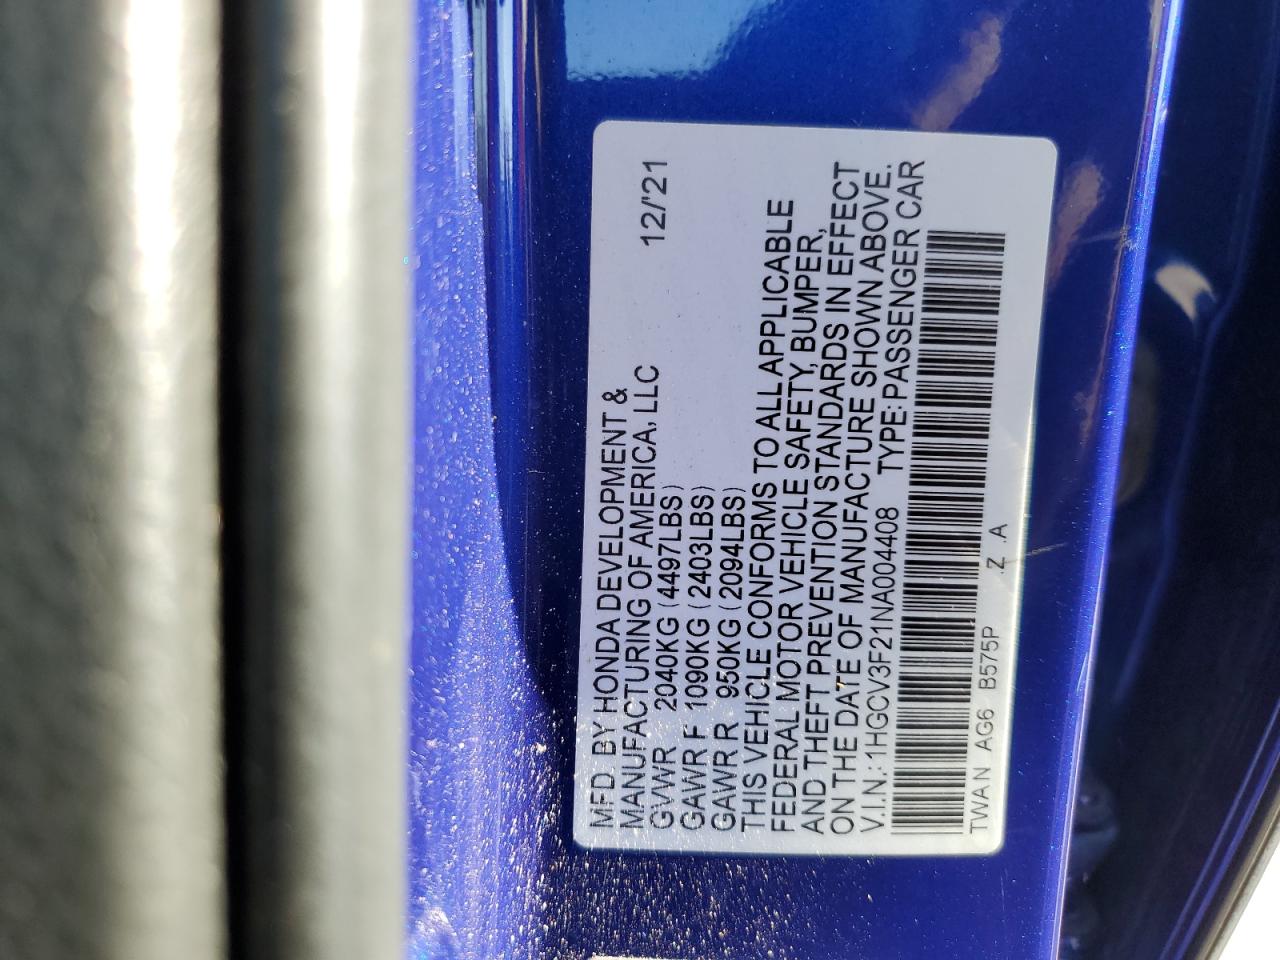 MFD. BY HONDA DEVELOPMENT &
MANUFACTURING OF AMERICA, LLC 12/'21
GVWR 2040KG (4497LBS)
GAWR F 1090KG (2403LBS)
GAWR R 950KG (2094LBS)
THIS VEHICLE CONFORMS TO ALL APPLICABLE
FEDERAL MOTOR VEHICLE SAFETY, BUMPER,
AND THEFT PREVENTION STANDARDS IN EFFECT
ON THE DATE OF MANUFACTURE SHOWN ABOVE.
V.I.N.: 1HGCV3F21NA004408 TYPE: PASSENGER CAR
TWAN AG6 B575P .Z .A